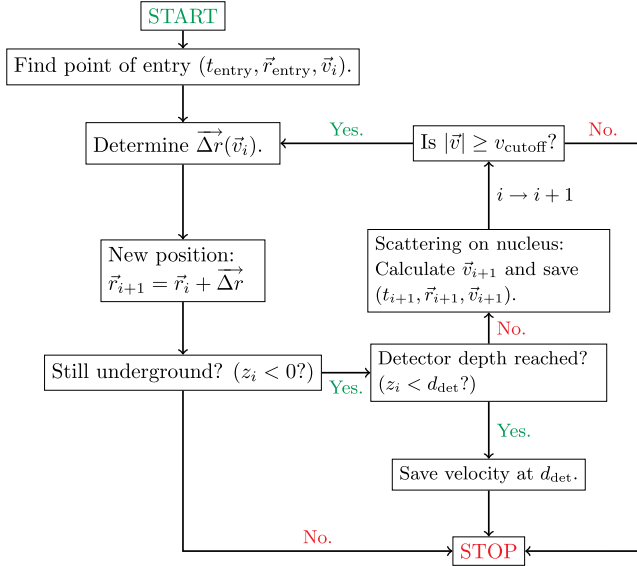 START
Find point of entry (t_entry, r⃗_entry, v⃗_i).
Determine Δr⃗(v⃗_i).
Yes.
Is |v⃗| ≥ v_cutoff?
No.
i → i + 1
New position:
r⃗_{i+1} = r⃗_i + Δr⃗
Scattering on nucleus:
Calculate v⃗_{i+1} and save
(t_{i+1}, r⃗_{i+1}, v⃗_{i+1}).
No.
Still underground? (z_i < 0?)
Yes.
Detector depth reached?
(z_i < d_det?)
Yes.
Save velocity at d_det.
No.
STOP